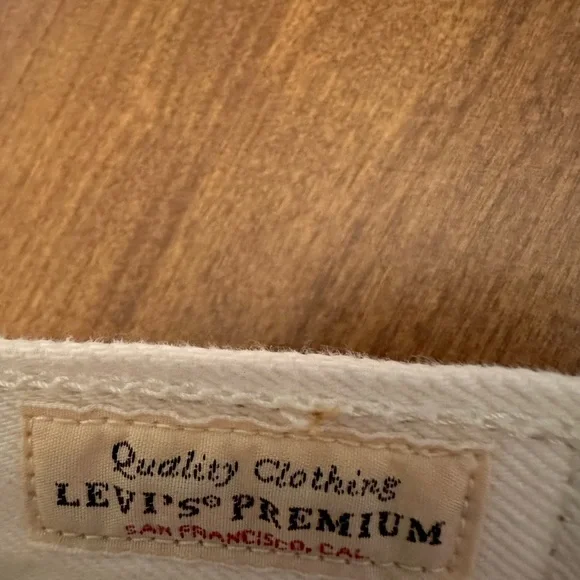 Quality Clothing
LEVI'S® PREMIUM
SAN FRANCISCO, CAL.